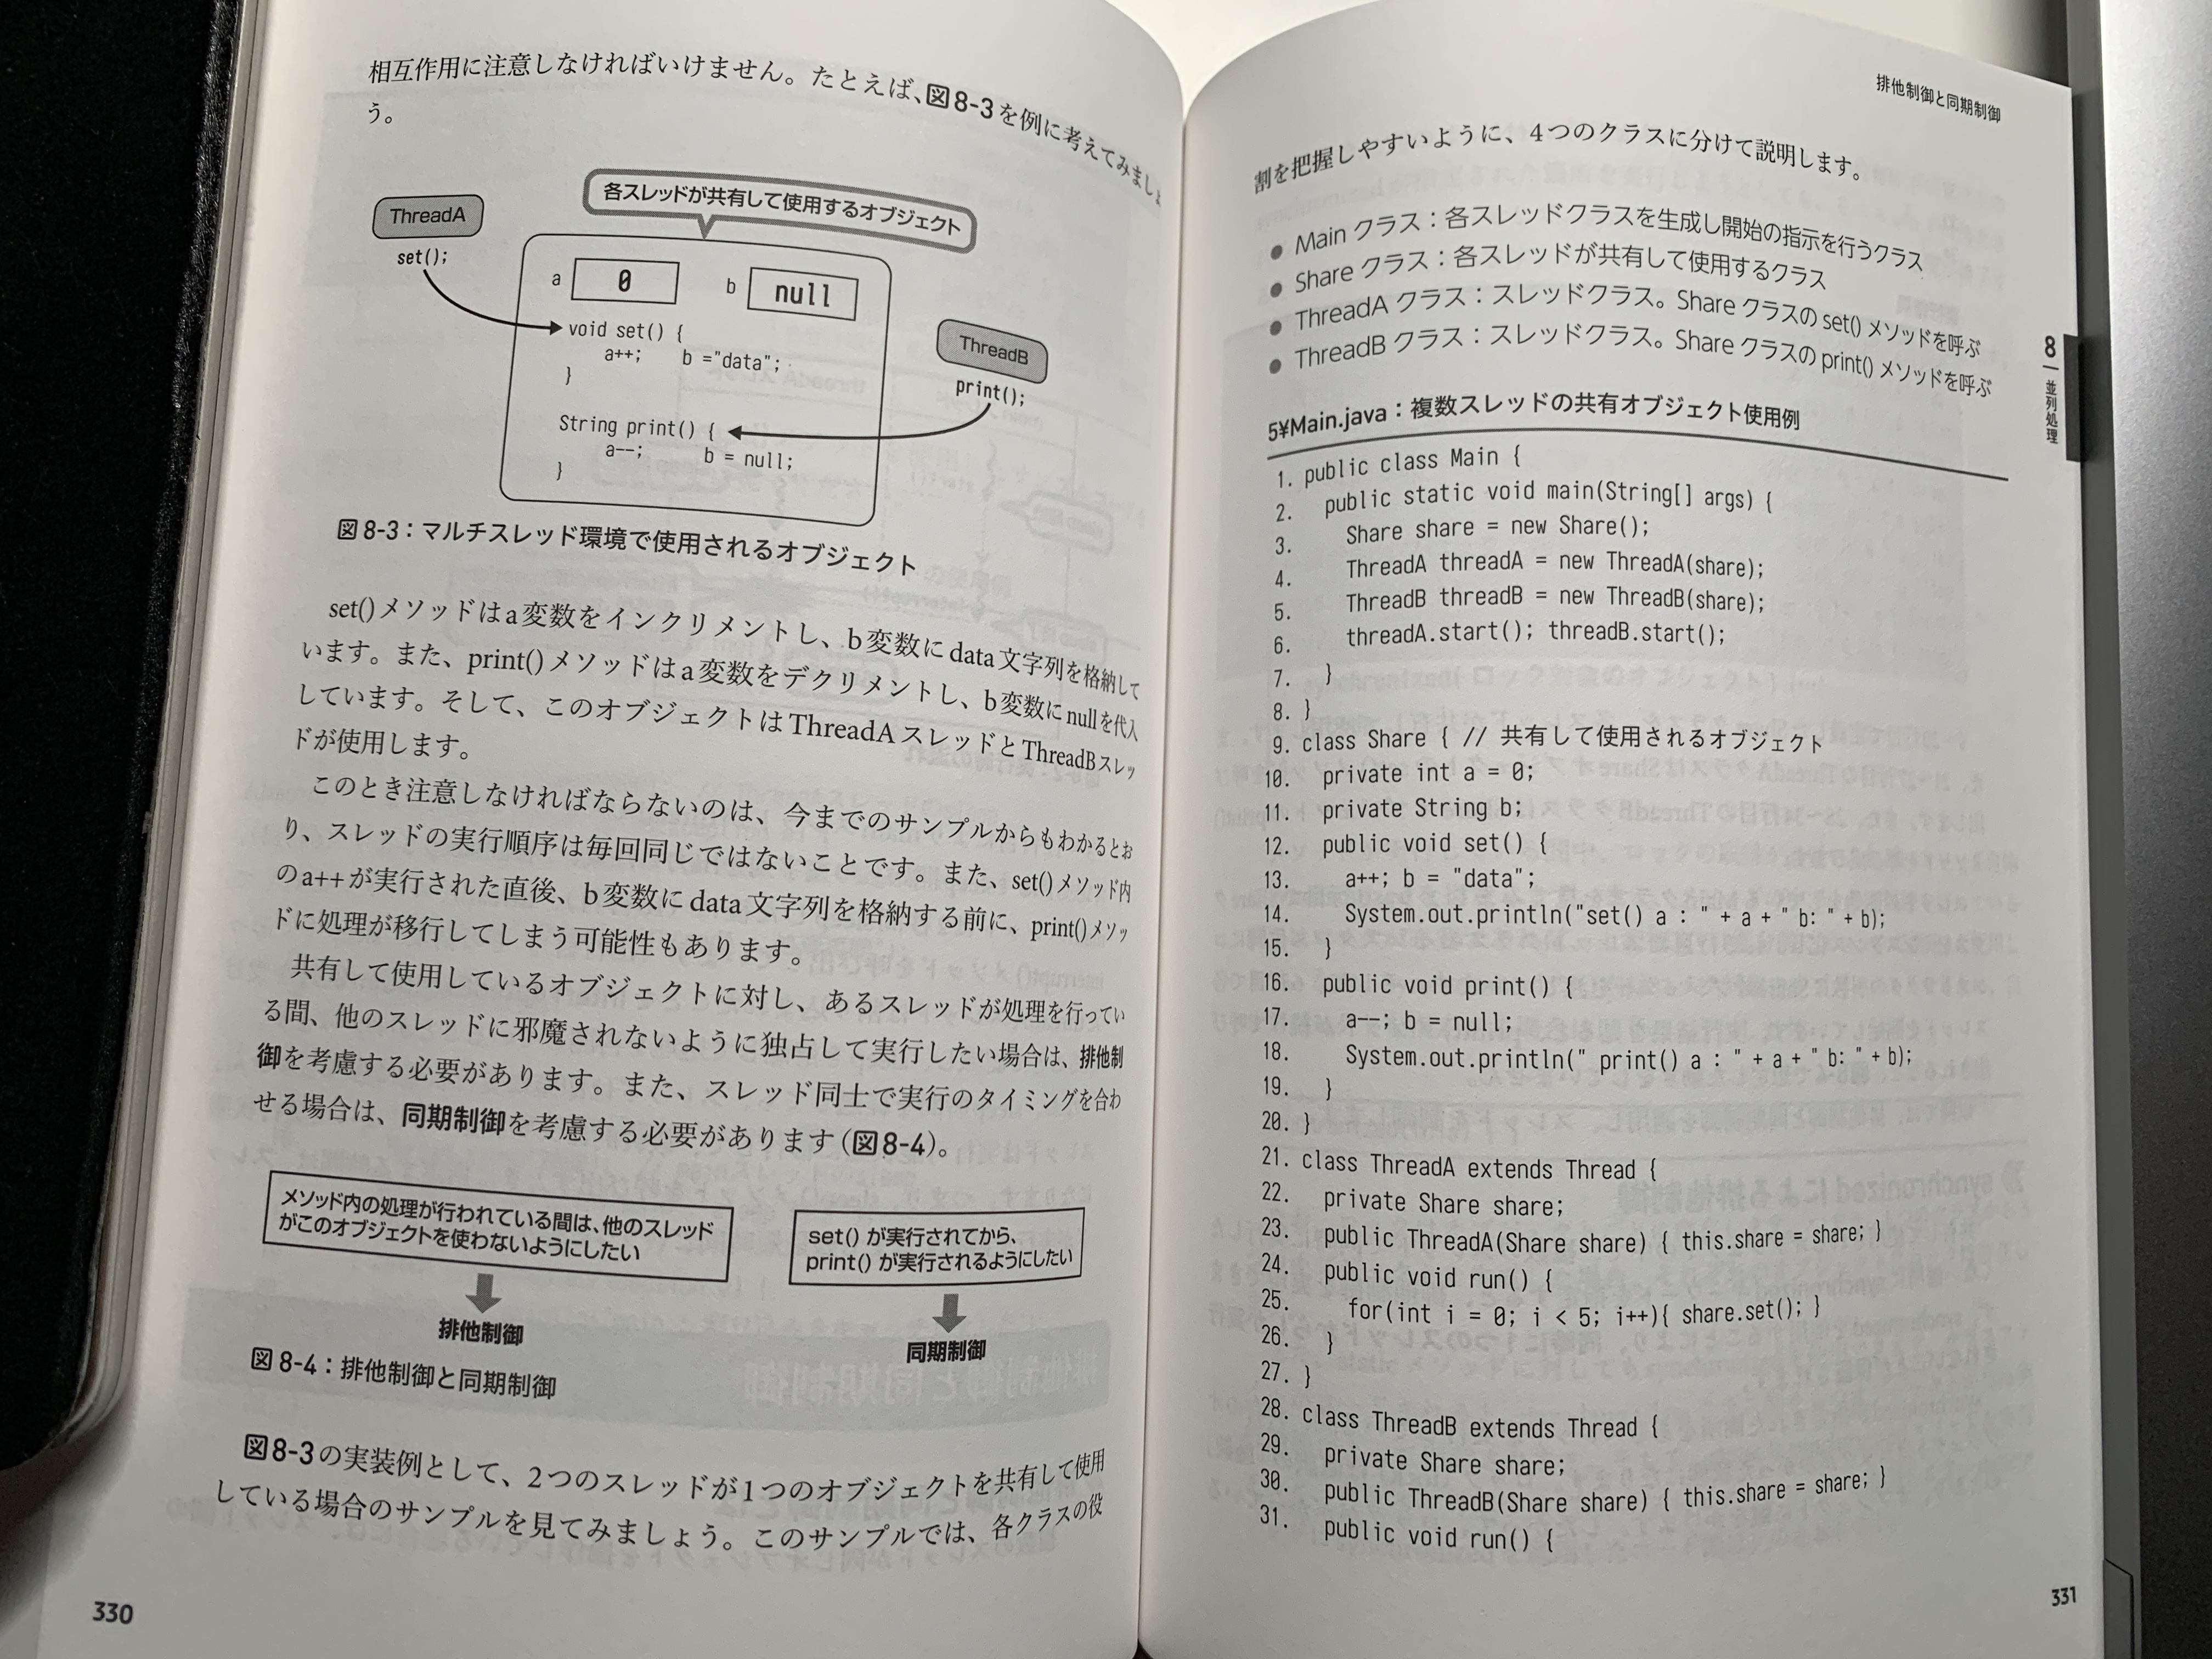 相互作用に注意しなければいけません。たとえば、図8-3を例に考えてみましょ
う。
各スレッドが共有して使用するオブジェクト
ThreadA
set();
a 0 b null
void set() {
a++; b ="data";
}
ThreadB
print();
String print() {
a--; b = null;
}
図8-3：マルチスレッド環境で使用されるオブジェクト
set()メソッドはa変数をインクリメントし、b変数にdata文字列を格納して
います。また、print()メソッドはa変数をデクリメントし、b変数にnullを代入
しています。そして、このオブジェクトはThreadAスレッドとThreadBスレッ
ドが使用します。
このとき注意しなければならないのは、今までのサンプルからもわかるとお
り、スレッドの実行順序は毎回同じではないことです。また、set()メソッド内
のa++が実行された直後、b変数にdata文字列を格納する前に、print()メソッ
ドに処理が移行してしまう可能性もあります。
共有して使用しているオブジェクトに対し、あるスレッドが処理を行ってい
る間、他のスレッドに邪魔されないように独占して実行したい場合は、排他制
御を考慮する必要があります。また、スレッド同士で実行のタイミングを合わ
せる場合は、同期制御を考慮する必要があります(図8-4)。
メソッド内の処理が行われている間は、他のスレッド
がこのオブジェクトを使わないようにしたい
排他制御
set() が実行されてから、
print() が実行されるようにしたい
同期制御
図8-4：排他制御と同期制御
図8-3の実装例として、2つのスレッドが1つのオブジェクトを共有して使用
している場合のサンプルを見てみましょう。このサンプルでは、各クラスの役
330
排他制御と同期制御
割を把握しやすいように、4つのクラスに分けて説明します。
● Main クラス：各スレッドクラスを生成し開始の指示を行うクラス
● Share クラス：各スレッドが共有して使用するクラス
● ThreadA クラス：スレッドクラス。Share クラスの set() メソッドを呼ぶ
● ThreadB クラス：スレッドクラス。Share クラスの print() メソッドを呼ぶ
8 並列処理
5¥Main.java：複数スレッドの共有オブジェクト使用例
1. public class Main {
2. public static void main(String[] args) {
3. Share share = new Share();
4. ThreadA threadA = new ThreadA(share);
5. ThreadB threadB = new ThreadB(share);
6. threadA.start(); threadB.start();
7. }
8. }
9. class Share { // 共有して使用されるオブジェクト
10. private int a = 0;
11. private String b;
12. public void set() {
13. a++; b = "data";
14. System.out.println("set() a : " + a + " b: " + b);
15. }
16. public void print() {
17. a--; b = null;
18. System.out.println(" print() a : " + a + " b: " + b);
19. }
20. }
21. class ThreadA extends Thread {
22. private Share share;
23. public ThreadA(Share share) { this.share = share; }
24. public void run() {
25. for(int i = 0; i < 5; i++){ share.set(); }
26. }
27. }
28. class ThreadB extends Thread {
29. private Share share;
30. public ThreadB(Share share) { this.share = share; }
31. public void run() {
331